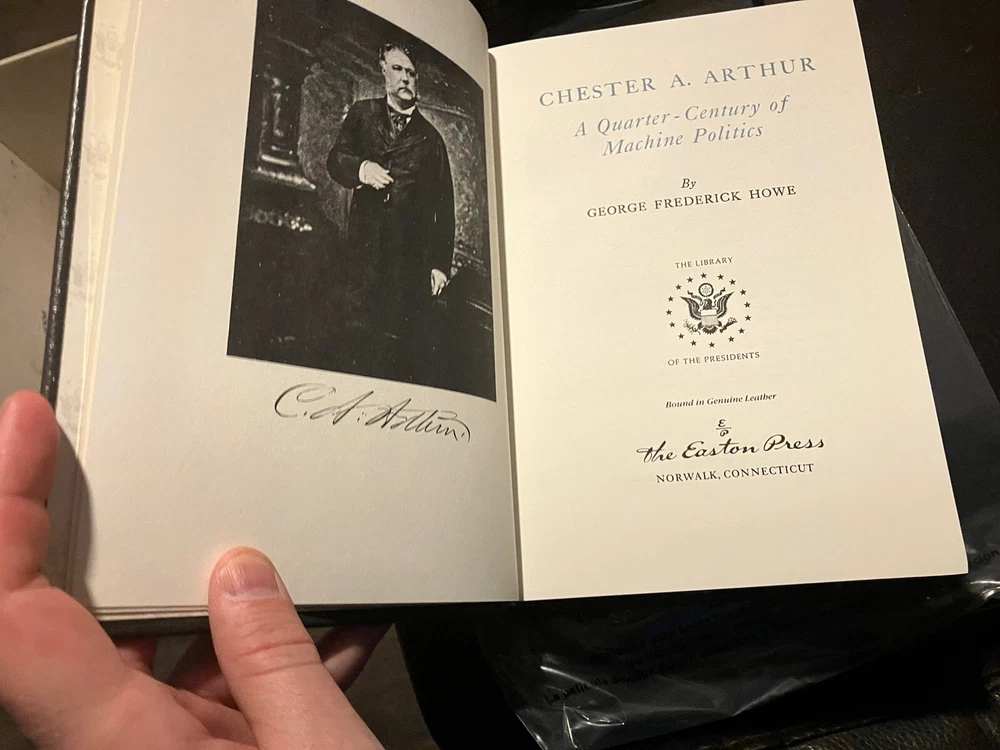 C. A. Arthur
CHESTER A. ARTHUR
A Quarter-Century of
Machine Politics
By
GEORGE FREDERICK HOWE
THE LIBRARY
OF THE PRESIDENTS
Bound in Genuine Leather
the Easton Press
NORWALK, CONNECTICUT